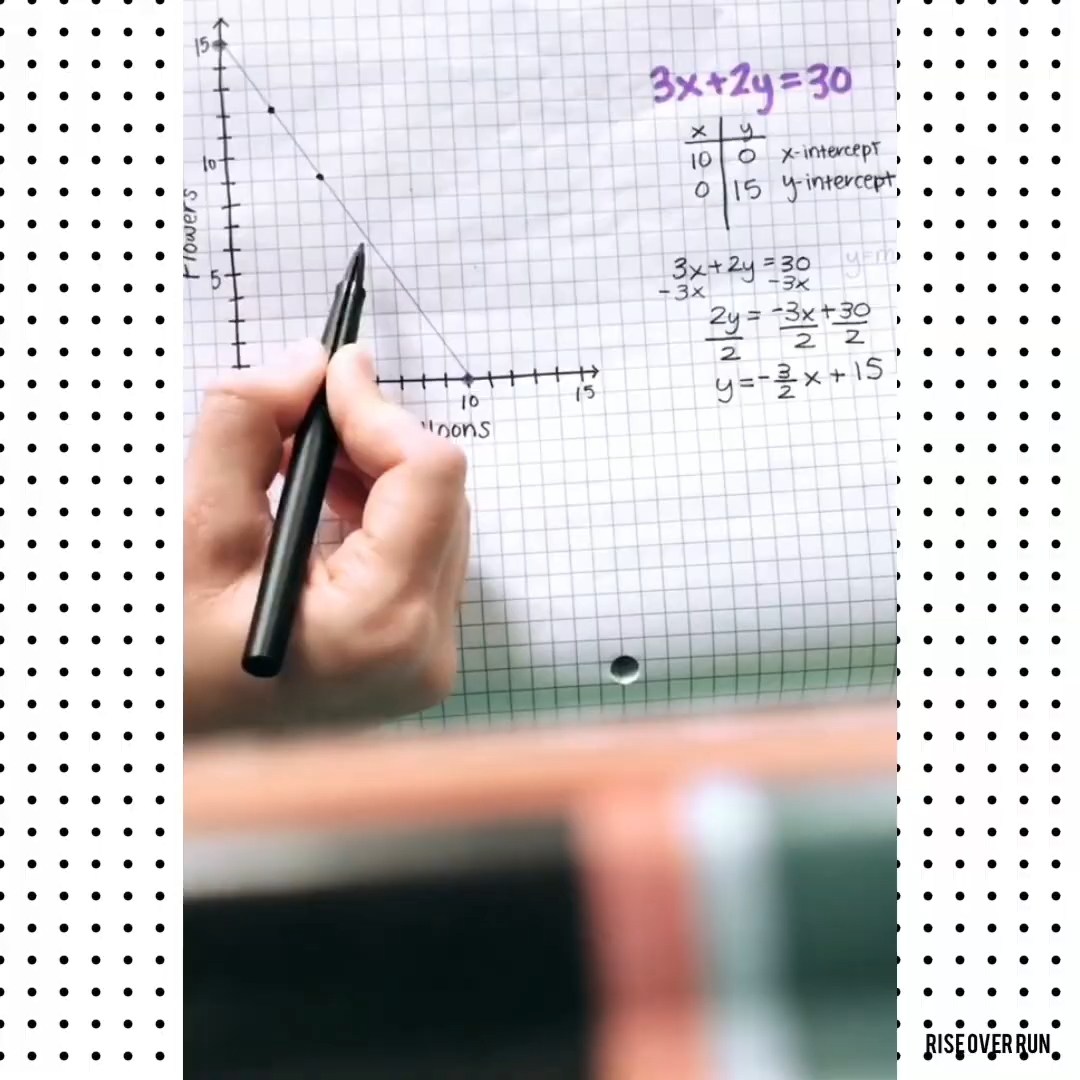 15
10
5
Flowers
10
15
3x+2y=30
x y
10 0 x-intercept
0 15 y-intercept
3x+2y=30
-3x -3x
2y = -3x + 30
2 2 2
y=-3/2 x + 15
RISE OVER RUN